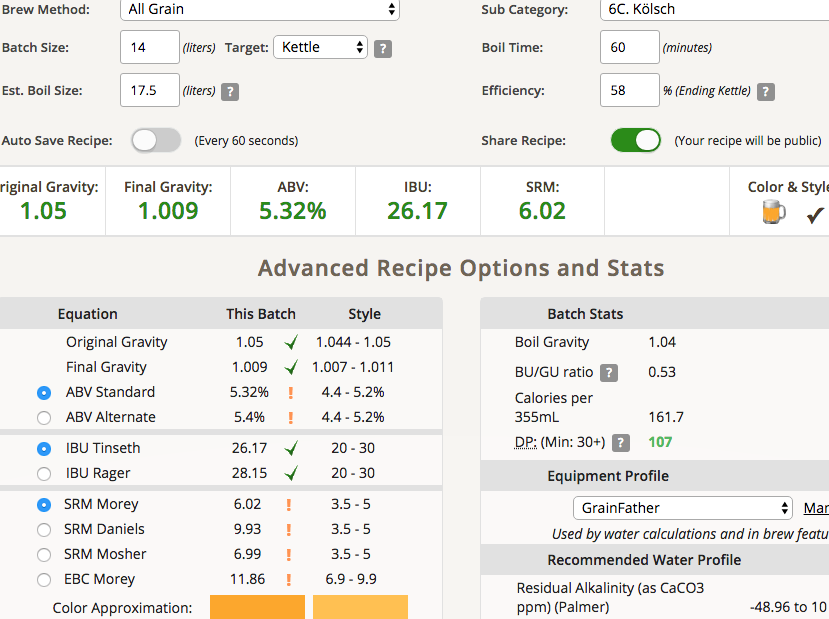 Brew Method: All Grain Sub Category: 6C. Kölsch
Batch Size: 14 (liters) Target: Kettle ? Boil Time: 60 (minutes)
Est. Boil Size: 17.5 (liters) ? Efficiency: 58 % (Ending Kettle) ?
Auto Save Recipe: (Every 60 seconds) Share Recipe: (Your recipe will be public)
riginal Gravity: Final Gravity: ABV: IBU: SRM: Color & Style
1.05 1.009 5.32% 26.17 6.02
Advanced Recipe Options and Stats
Equation This Batch Style
Original Gravity 1.05 1.044 - 1.05
Final Gravity 1.009 1.007 - 1.011
ABV Standard 5.32% ! 4.4 - 5.2%
ABV Alternate 5.4% ! 4.4 - 5.2%
IBU Tinseth 26.17 20 - 30
IBU Rager 28.15 20 - 30
SRM Morey 6.02 ! 3.5 - 5
SRM Daniels 9.93 ! 3.5 - 5
SRM Mosher 6.99 ! 3.5 - 5
EBC Morey 11.86 ! 6.9 - 9.9
Color Approximation:
Batch Stats
Boil Gravity 1.04
BU/GU ratio ? 0.53
Calories per
355mL 161.7
DP: (Min: 30+) ? 107
Equipment Profile
GrainFather Mar
Used by water calculations and in brew featu
Recommended Water Profile
Residual Alkalinity (as CaCO3
ppm) (Palmer) -48.96 to 10